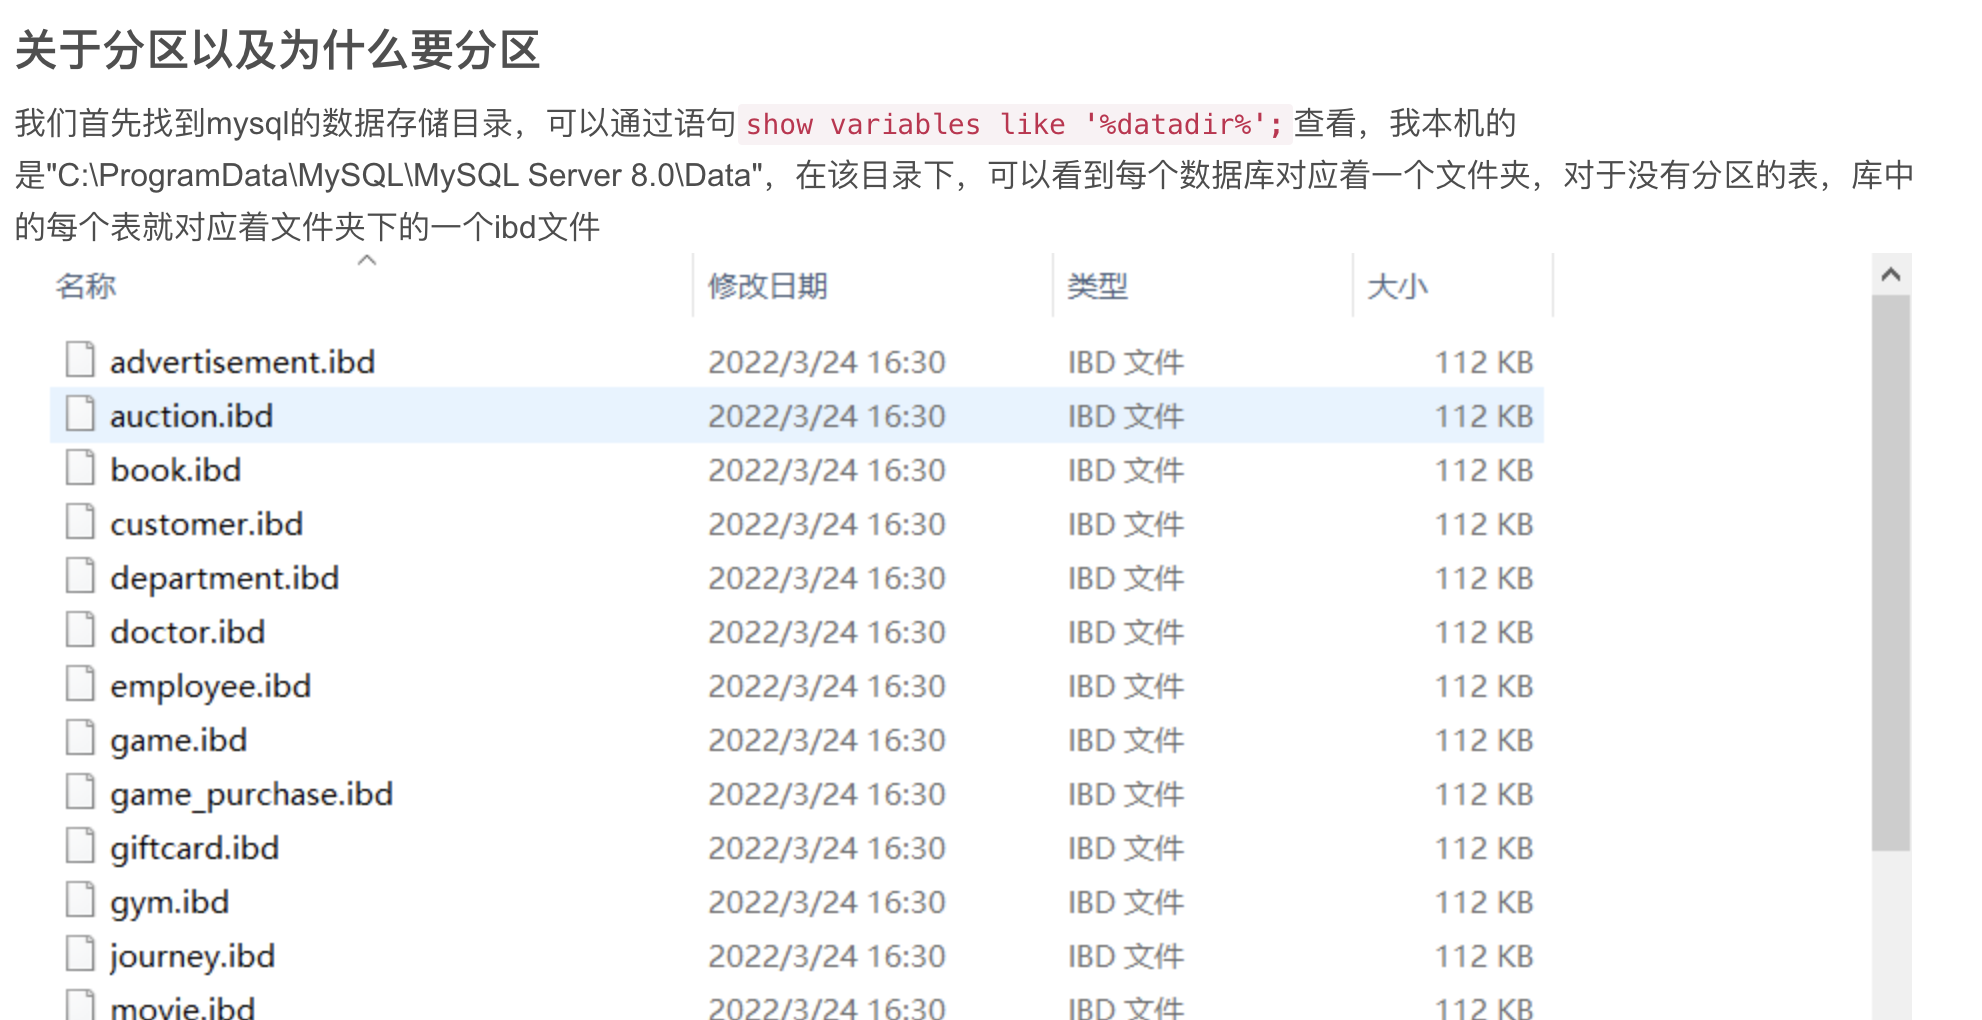 关于分区以及为什么要分区
我们首先找到mysql的数据存储目录，可以通过语句show variables like '%datadir%';查看，我本机的
是"C:\ProgramData\MySQL\MySQL Server 8.0\Data"，在该目录下，可以看到每个数据库对应着一个文件夹，对于没有分区的表，库中
的每个表就对应着文件夹下的一个ibd文件
名称 修改日期 类型 大小
advertisement.ibd 2022/3/24 16:30 IBD 文件 112 KB
auction.ibd 2022/3/24 16:30 IBD 文件 112 KB
book.ibd 2022/3/24 16:30 IBD 文件 112 KB
customer.ibd 2022/3/24 16:30 IBD 文件 112 KB
department.ibd 2022/3/24 16:30 IBD 文件 112 KB
doctor.ibd 2022/3/24 16:30 IBD 文件 112 KB
employee.ibd 2022/3/24 16:30 IBD 文件 112 KB
game.ibd 2022/3/24 16:30 IBD 文件 112 KB
game_purchase.ibd 2022/3/24 16:30 IBD 文件 112 KB
giftcard.ibd 2022/3/24 16:30 IBD 文件 112 KB
gym.ibd 2022/3/24 16:30 IBD 文件 112 KB
journey.ibd 2022/3/24 16:30 IBD 文件 112 KB
movie.ibd 2022/3/24 16:30 IBD 文件 112 KB